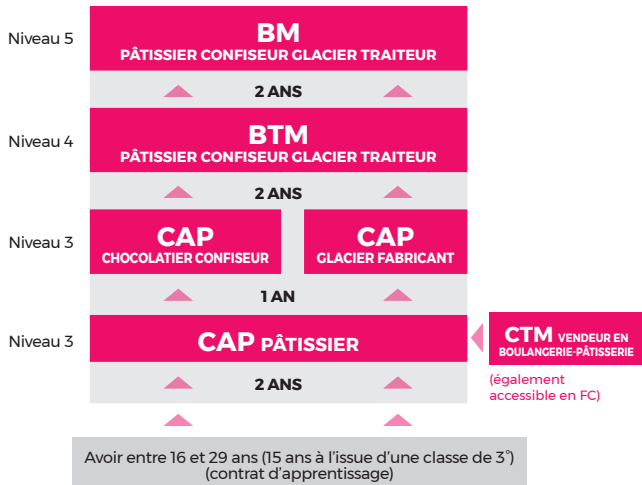 Niveau 5
BM
PÂTISSIER CONFISEUR GLACIER TRAITEUR
2 ANS
Niveau 4
BTM
PÂTISSIER CONFISEUR GLACIER TRAITEUR
2 ANS
Niveau 3
CAP
CHOCOLATIER CONFISEUR
CAP
GLACIER FABRICANT
1 AN
Niveau 3
CAP PÂTISSIER
CTM VENDEUR EN
BOULANGERIE-PÂTISSERIE
(également
accessible en FC)
2 ANS
Avoir entre 16 et 29 ans (15 ans à l'issue d'une classe de 3°)
(contrat d'apprentissage)